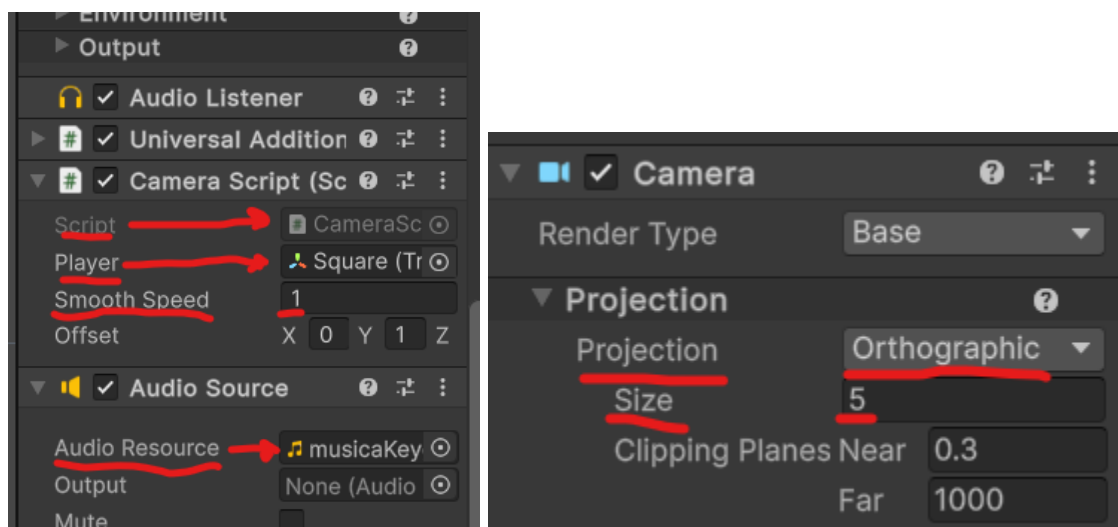 Environment
Output
Audio Listener
Universal Addition
Camera Script (Sc
Script CameraSc
Player Square (Tr
Smooth Speed 1
Offset X 0 Y 1 Z
Audio Source
Audio Resource musicaKey
Output None (Audio
Mute
Camera
Render Type Base
Projection
Projection Orthographic
Size 5
Clipping Planes Near 0.3
Far 1000